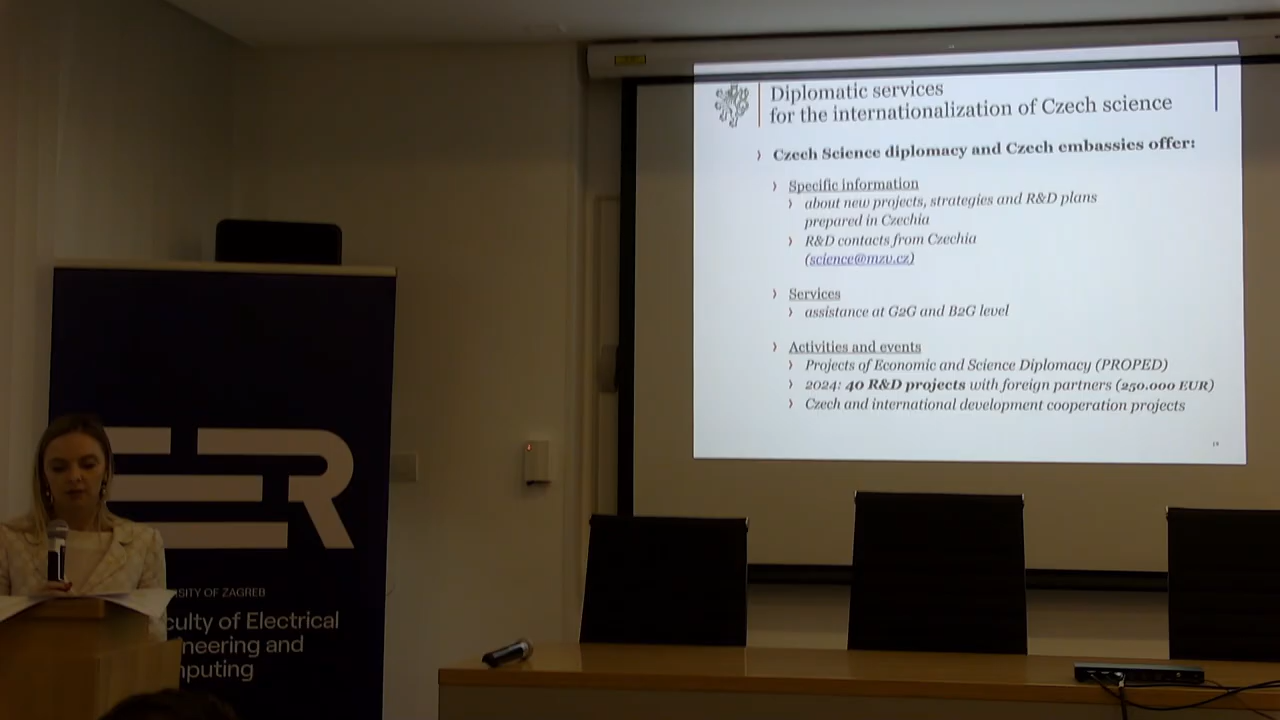 Diplomatic services
for the internationalization of Czech science
Czech Science diplomacy and Czech embassies offer:
Specific information
about new projects, strategies and R&D plans
prepared in Czechia
R&D contacts from Czechia
(science@mzv.cz)
Services
assistance at G2G and B2G level
Activities and events
Projects of Economic and Science Diplomacy (PROPED)
2024: 40 R&D projects with foreign partners (250.000 EUR)
Czech and international development cooperation projects
ER
SITY OF ZAGREB
culty of Electrical
neering and
puting